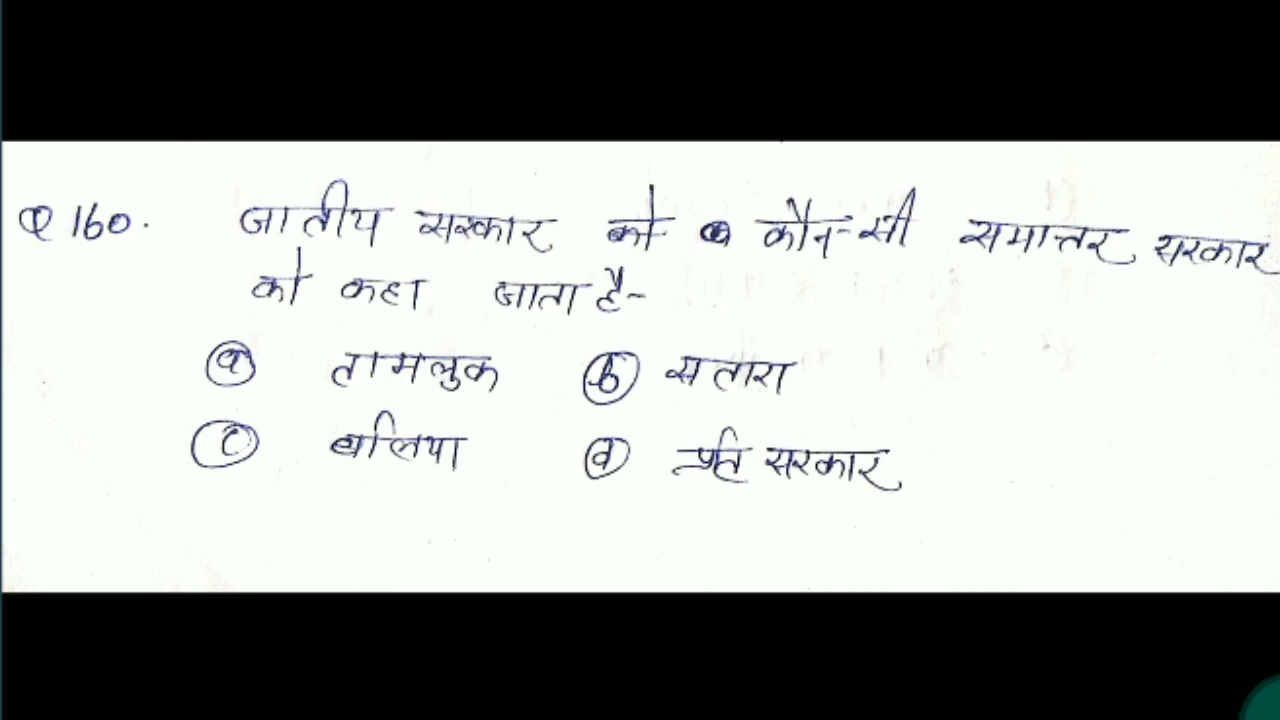 Q 160. जातीय सरकार को कौन-सी समान्तर सरकार
को कहा जाता है-
(a) तामलुक (b) सतारा
(c) बलिया (d) प्रति सरकार